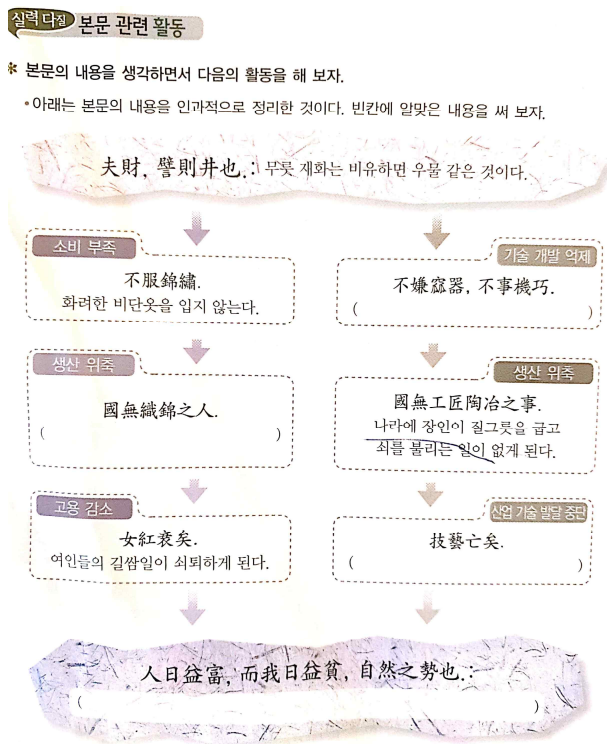 실력 다질 본문 관련 활동
* 본문의 내용을 생각하면서 다음의 활동을 해 보자.
•아래는 본문의 내용을 인과적으로 정리한 것이다. 빈칸에 알맞은 내용을 써 보자.
夫財, 譬則井也.: 무릇 재화는 비유하면 우물 같은 것이다.
소비 부족
不服錦繡.
화려한 비단옷을 입지 않는다.
기술 개발 억제
不嫌窳器, 不事機巧.
( )
생산 위축
國無織錦之人.
( )
생산 위축
國無工匠陶冶之事.
나라에 장인이 질그릇을 굽고
쇠를 불리는 일이 없게 된다.
고용 감소
女紅衰矣.
여인들의 길쌈일이 쇠퇴하게 된다.
산업 기술 발달 중단
技藝亡矣.
( )
人日益富, 而我日益貧, 自然之勢也.:
( )